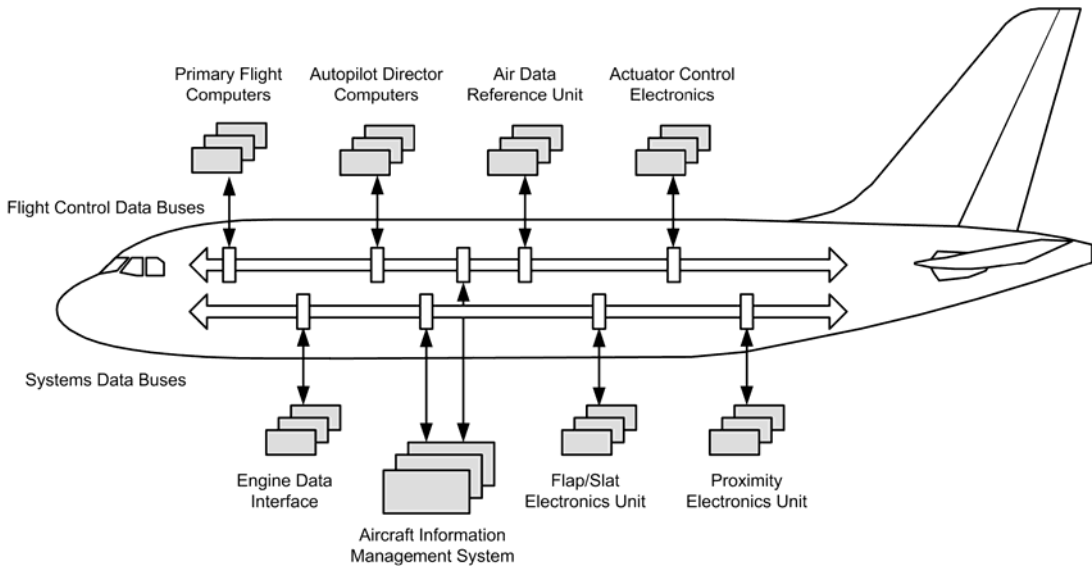 Primary Flight
Computers
Autopilot Director
Computers
Air Data
Reference Unit
Actuator Control
Electronics
Flight Control Data Buses
Systems Data Buses
Engine Data
Interface
Aircraft Information
Management System
Flap/Slat
Electronics Unit
Proximity
Electronics Unit